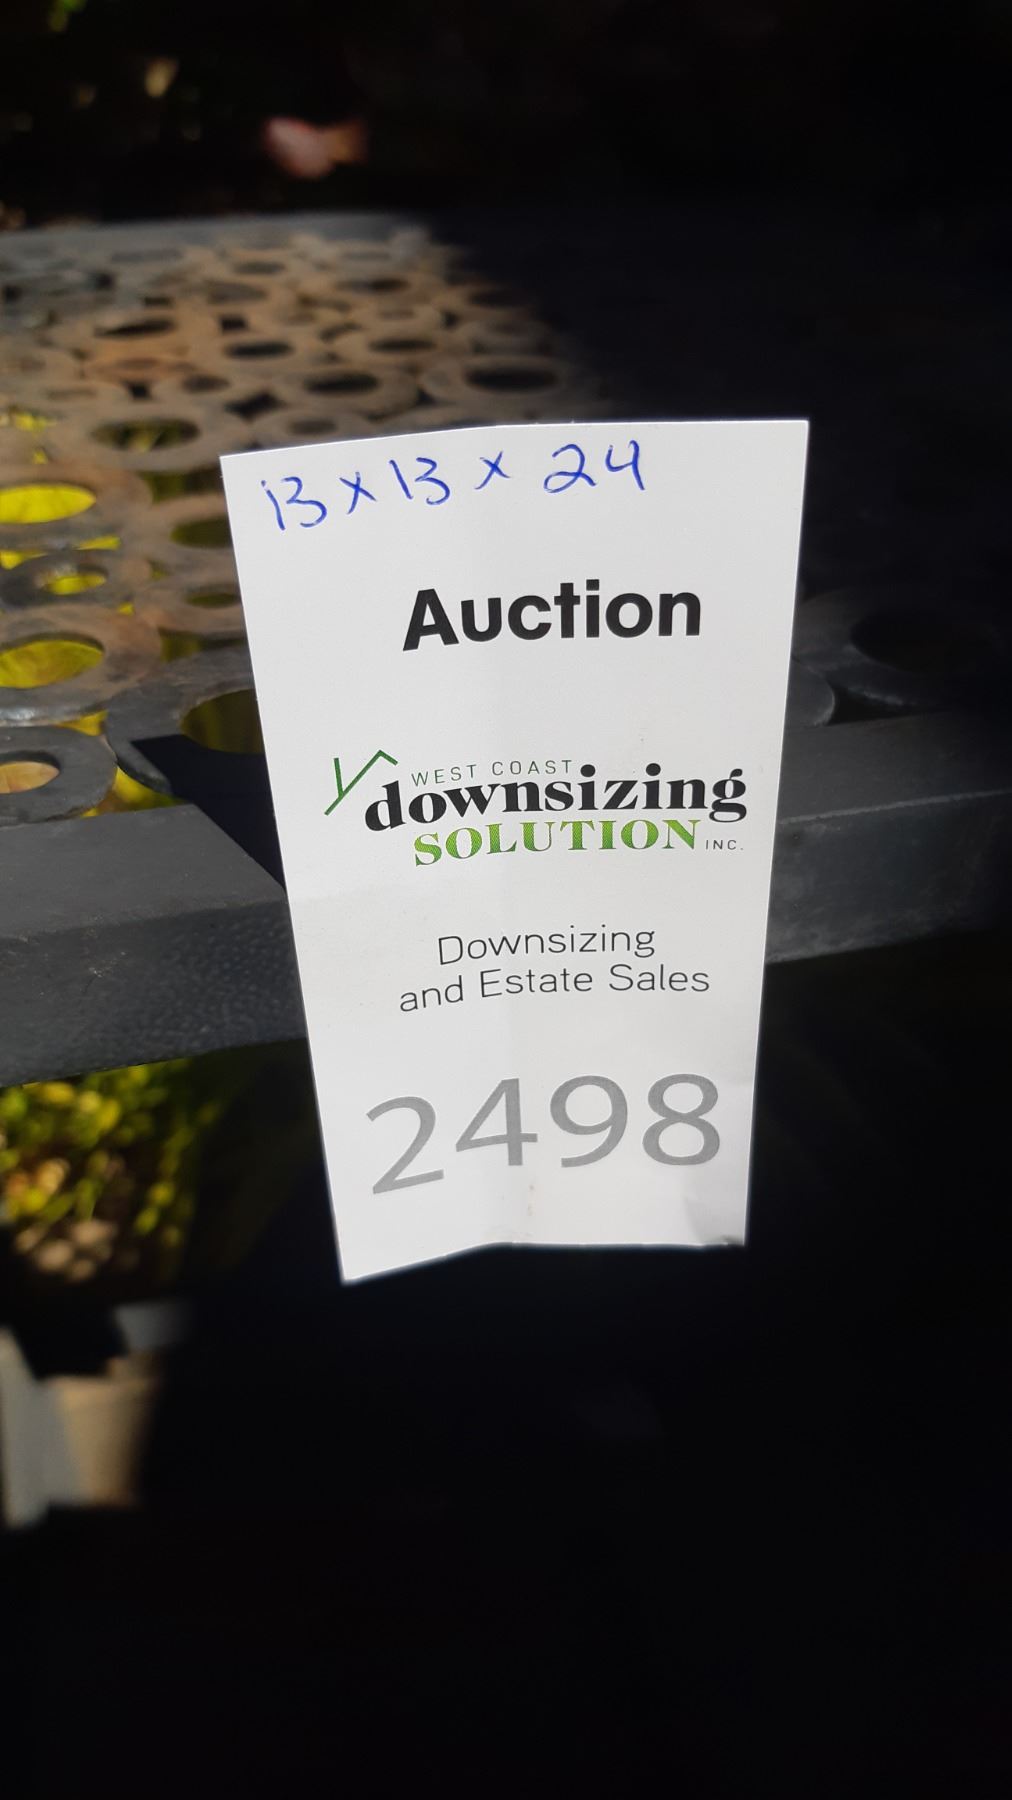 13 x 13 x 24
Auction
WEST COAST
downsizing
SOLUTION INC.
Downsizing
and Estate Sales
2498